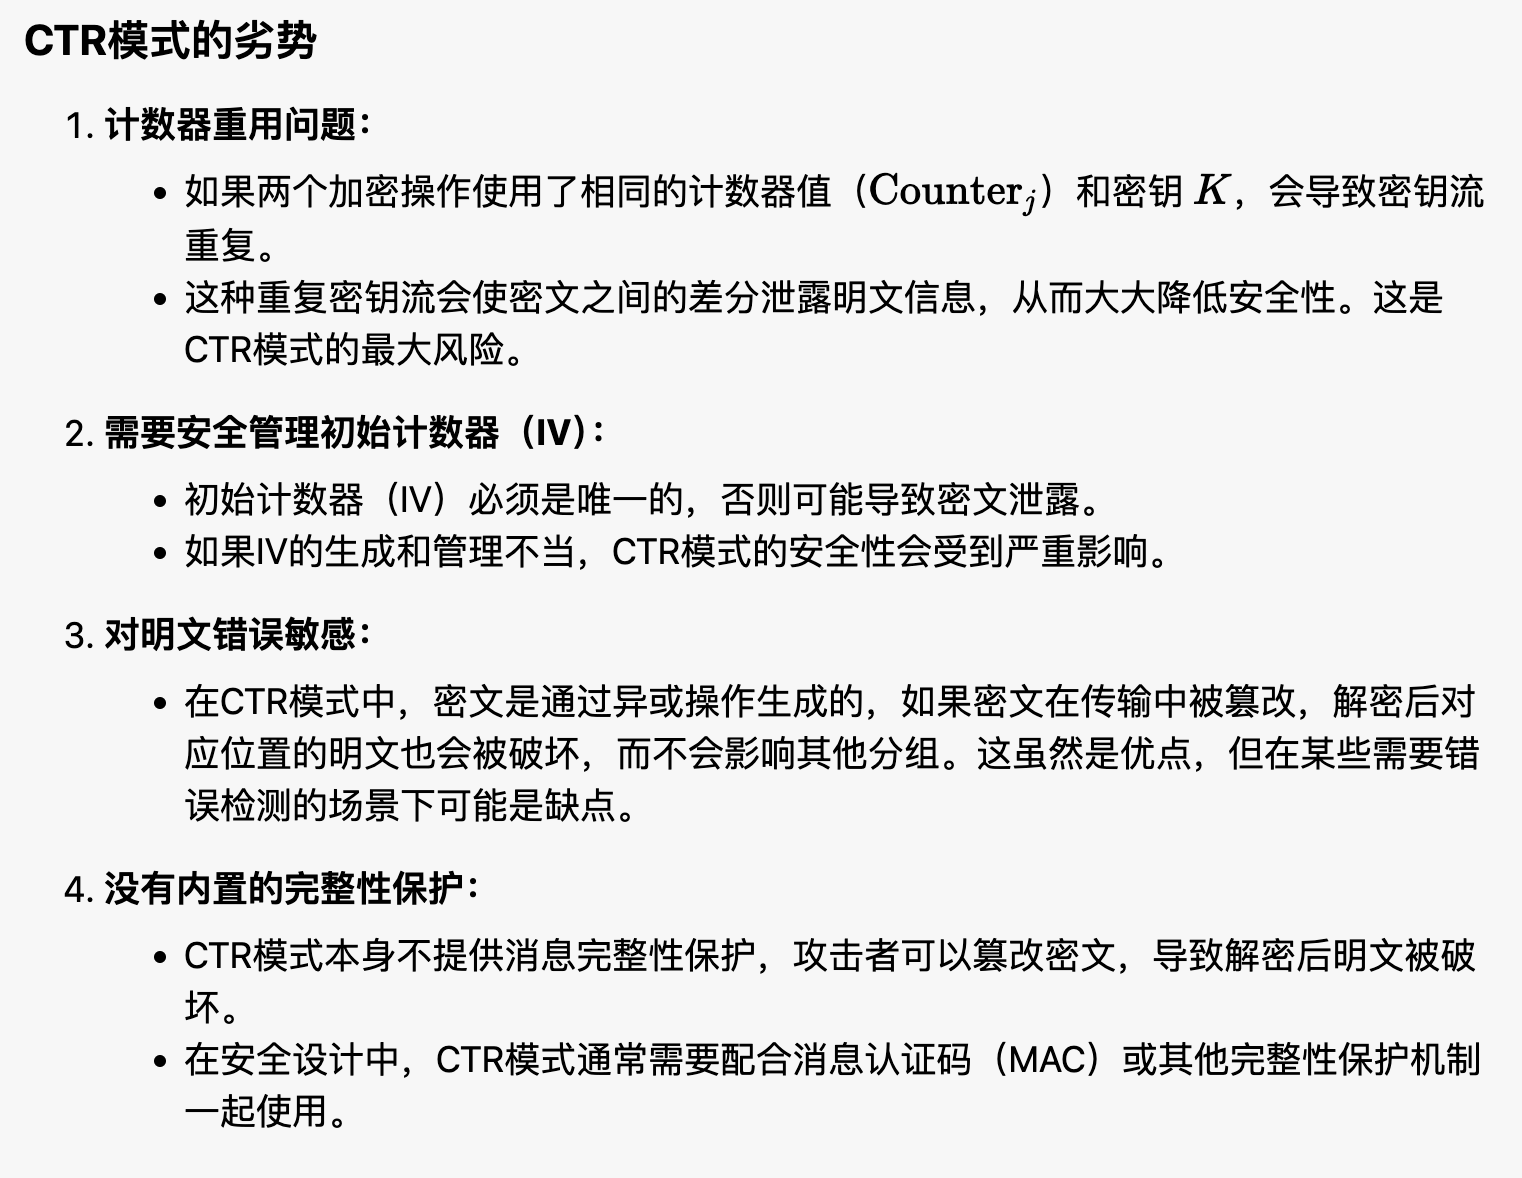 CTR模式的劣势
1. 计数器重用问题：
• 如果两个加密操作使用了相同的计数器值（Counter_j）和密钥 K，会导致密钥流
重复。
• 这种重复密钥流会使密文之间的差分泄露明文信息，从而大大降低安全性。这是
CTR模式的最大风险。
2. 需要安全管理初始计数器（IV）：
• 初始计数器（IV）必须是唯一的，否则可能导致密文泄露。
• 如果IV的生成和管理不当，CTR模式的安全性会受到严重影响。
3. 对明文错误敏感：
• 在CTR模式中，密文是通过异或操作生成的，如果密文在传输中被篡改，解密后对
应位置的明文也会被破坏，而不会影响其他分组。这虽然是优点，但在某些需要错
误检测的场景下可能是缺点。
4. 没有内置的完整性保护：
• CTR模式本身不提供消息完整性保护，攻击者可以篡改密文，导致解密后明文被破
坏。
• 在安全设计中，CTR模式通常需要配合消息认证码（MAC）或其他完整性保护机制
一起使用。